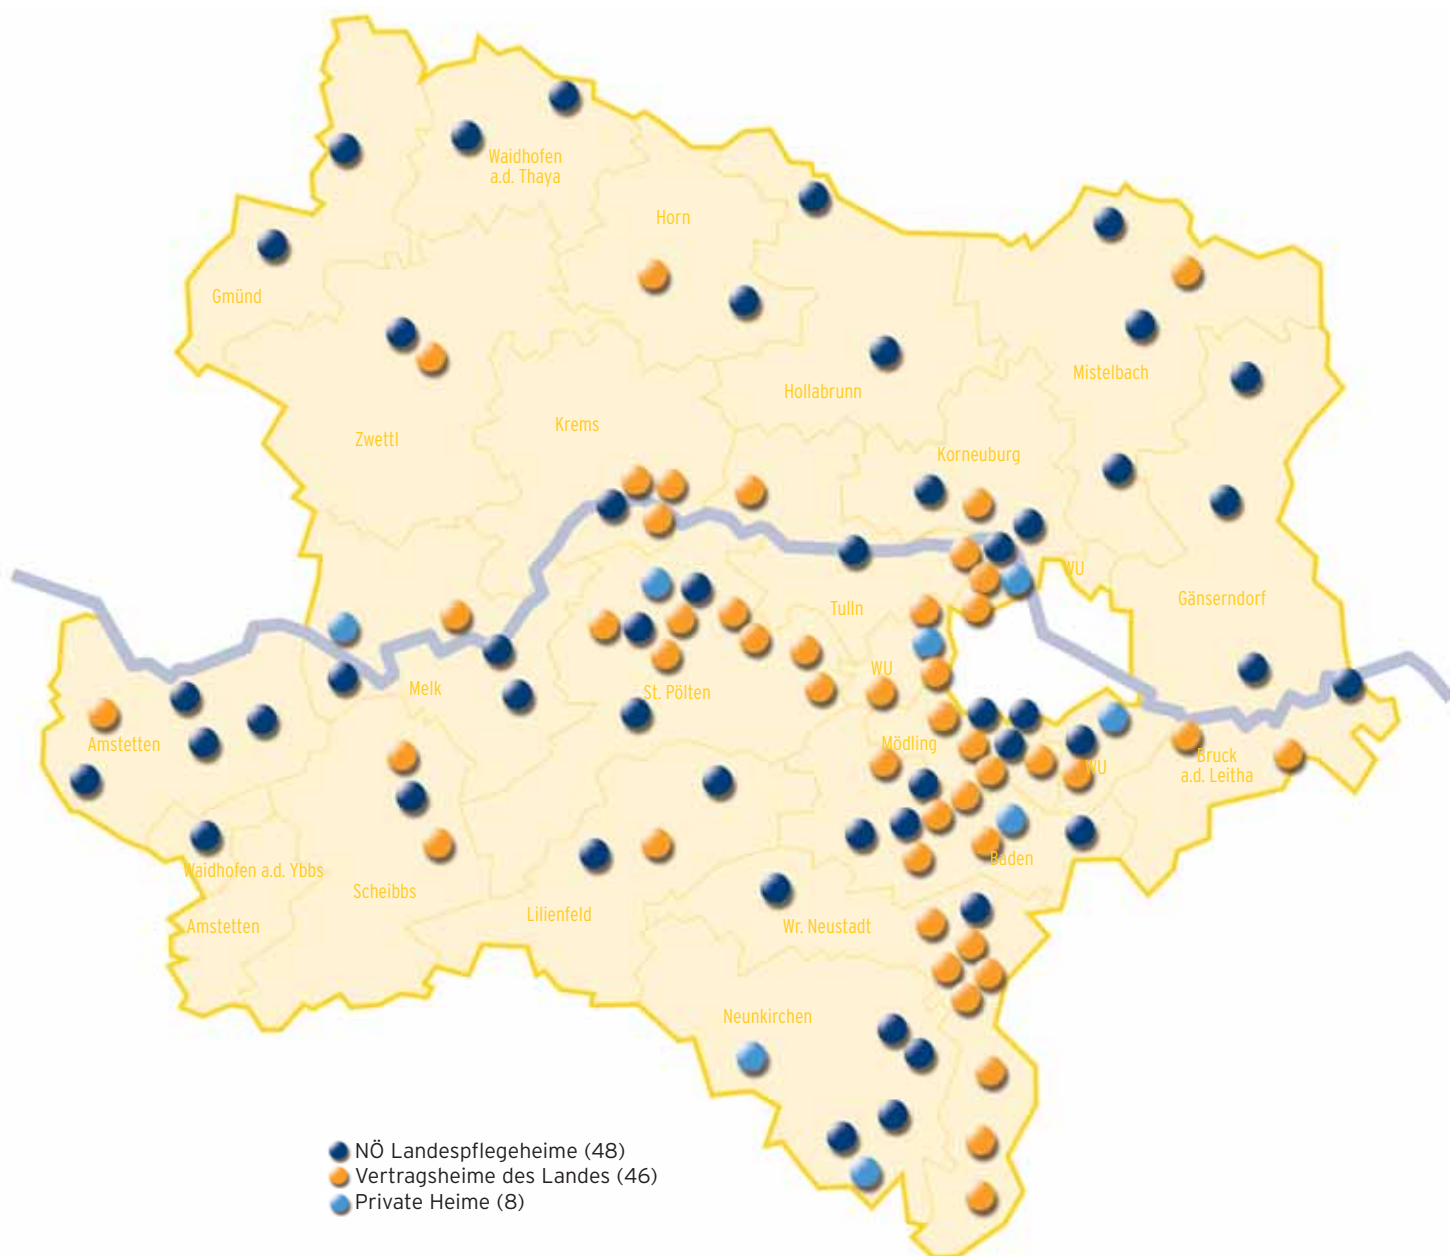 Waidhofen
a.d. Thaya
Horn
Gmünd
Mistelbach
Hollabrunn
Krems
Zwettl
Korneuburg
WU
Gänserndorf
Tulln
WU
Melk
St. Pölten
Amstetten
Mödling
Bruck
a.d. Leitha
WU
Baden
Waidhofen a.d. Ybbs
Scheibbs
Lilienfeld
Amstetten
Wr. Neustadt
Neunkirchen
NÖ Landespflegeheime (48)
Vertragsheime des Landes (46)
Private Heime (8)